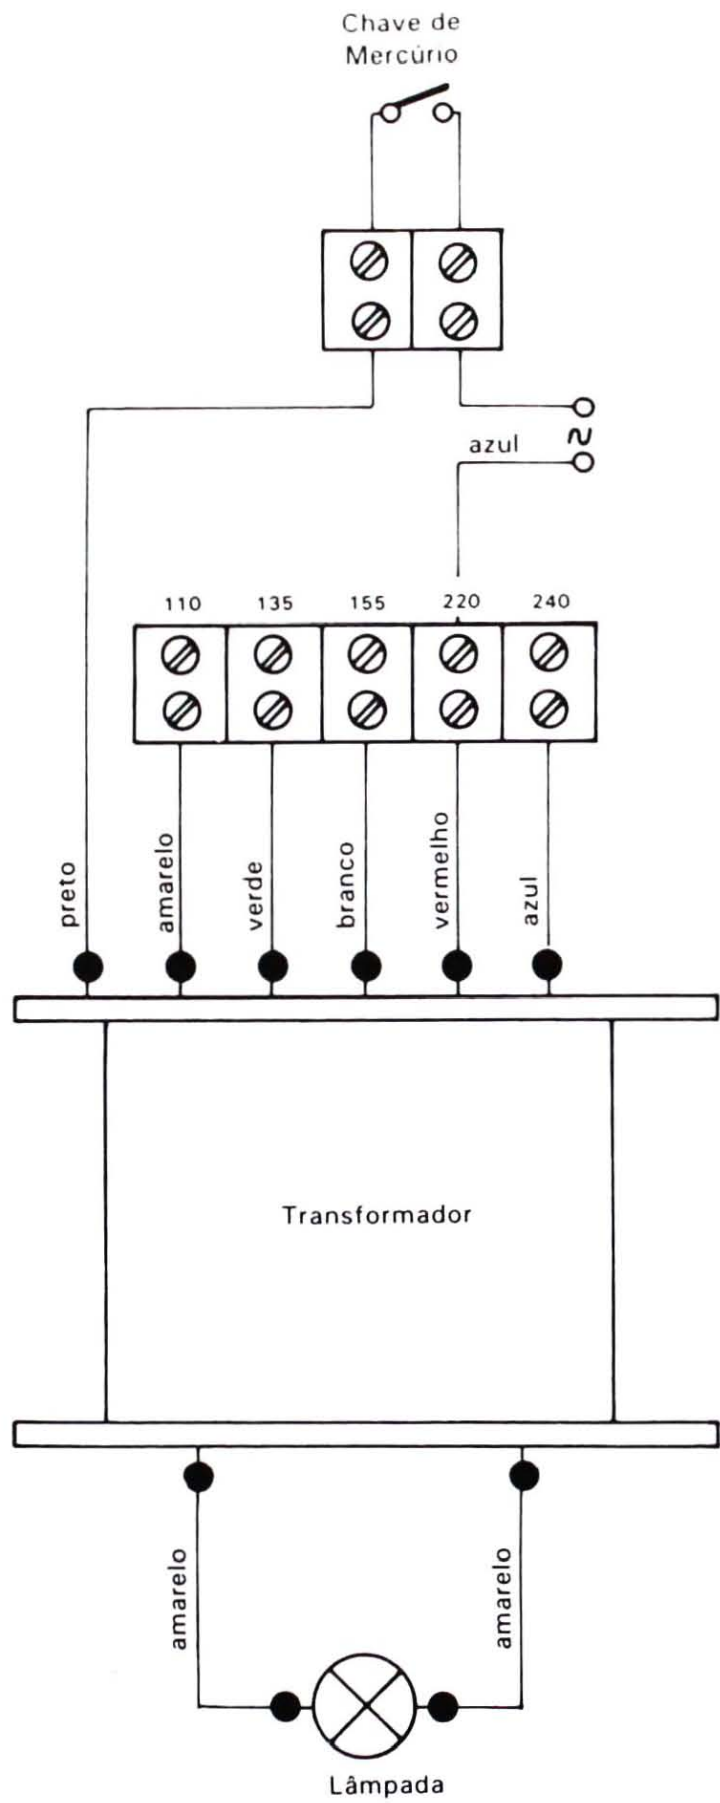 Chave de
Mercúrio
azul
110 135 155 220 240
preto
amarelo
verde
branco
vermelho
azul
Transformador
amarelo
amarelo
Lâmpada